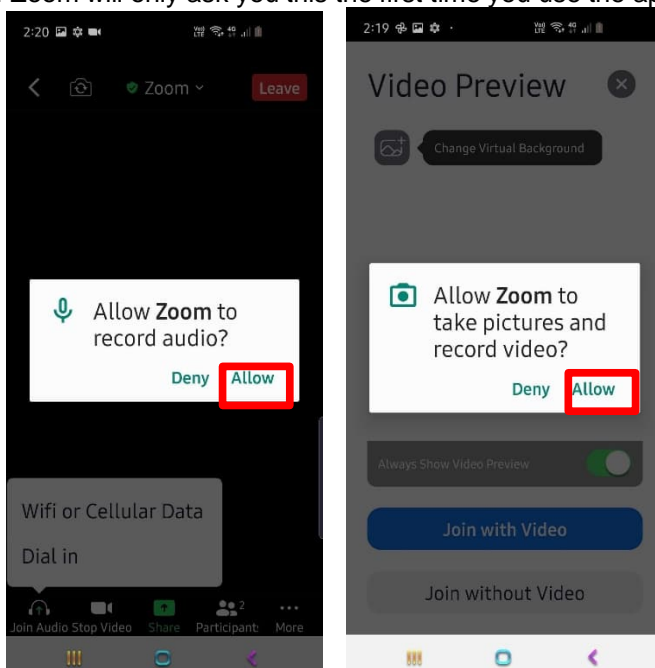 Zoom will only ask you this the first time you use the ap
2:20
Zoom
Leave
Allow Zoom to
record audio?
Deny Allow
Wifi or Cellular Data
Dial in
2
Join Audio Stop Video Share Participant: More
2:19
Video Preview
Change Virtual Background
Allow Zoom to
take pictures and
record video?
Deny Allow
Always Show Video Preview
Join with Video
Join without Video